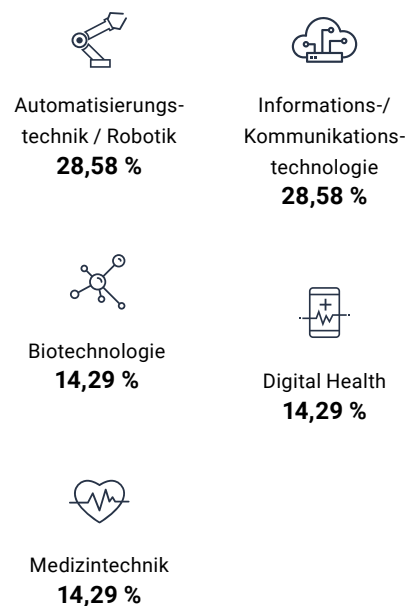 Automatisierungs-
technik / Robotik
28,58 %
Informations-/
Kommunikations-
technologie
28,58 %
Biotechnologie
14,29 %
Digital Health
14,29 %
Medizintechnik
14,29 %